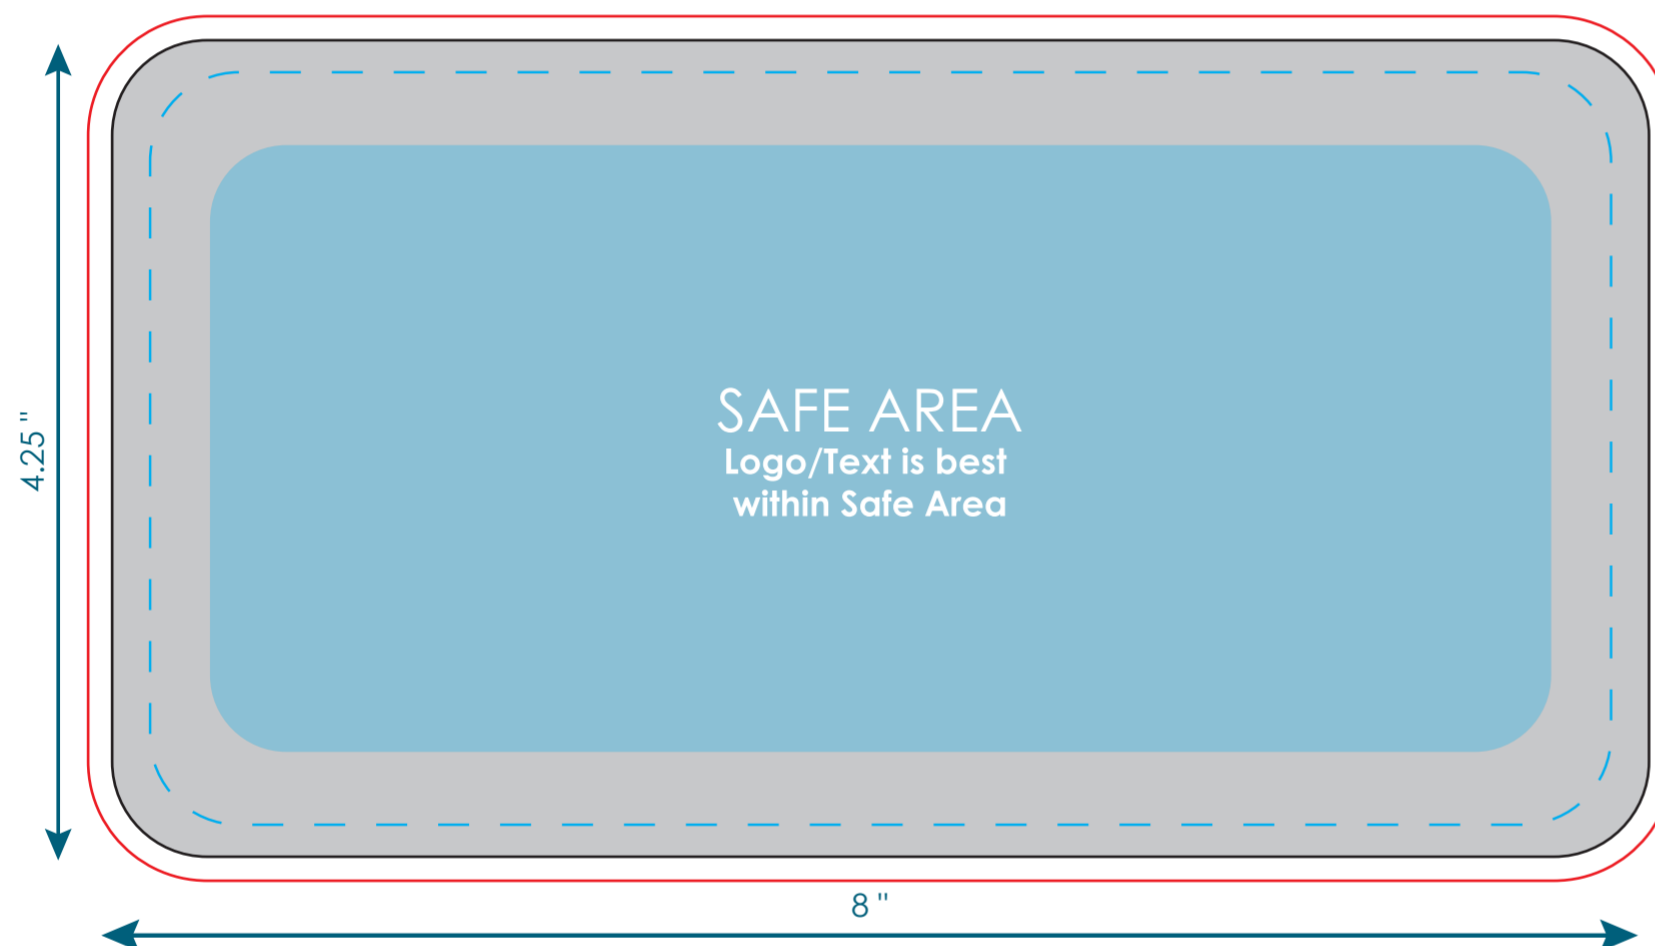 4.25 "
SAFE AREA
Logo/Text is best
within Safe Area
8 "